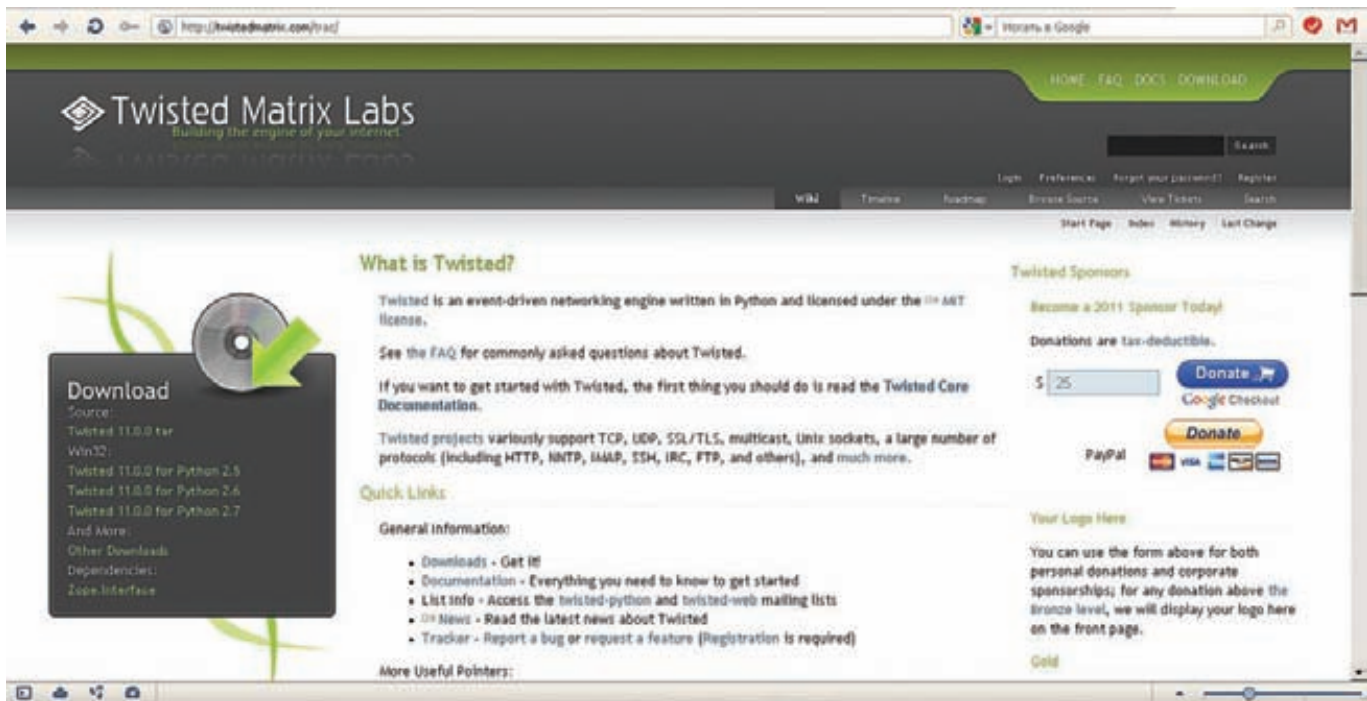 http://twistedmatrix.com/trac/
Искать в Google
HOME FAQ DOCS DOWNLOAD
Twisted Matrix Labs
Building the engine of your internet
Search
Login Preferences Forgot your password? Register
Wiki Timeline Roadmap Browse Source View Tickets Search
Start Page Index History Last Change
Download
Source:
Twisted 11.0.0 tar
Win32:
Twisted 11.0.0 for Python 2.5
Twisted 11.0.0 for Python 2.6
Twisted 11.0.0 for Python 2.7
And More:
Other Downloads
Dependencies:
Zope.Interface
What is Twisted?
Twisted is an event-driven networking engine written in Python and licensed under the MIT
license.
See the FAQ for commonly asked questions about Twisted.
If you want to get started with Twisted, the first thing you should do is read the Twisted Core
Documentation.
Twisted projects variously support TCP, UDP, SSL/TLS, multicast, Unix sockets, a large number of
protocols (including HTTP, NNTP, IMAP, SSH, IRC, FTP, and others), and much more.
Quick Links
General Information:
• Downloads - Get it!
• Documentation - Everything you need to know to get started
• List Info - Access the twisted-python and twisted-web mailing lists
• News - Read the latest news about Twisted
• Tracker - Report a bug or request a feature (Registration is required)
More Useful Pointers:
Twisted Sponsors
Become a 2011 Sponsor Today!
Donations are tax-deductible.
$ 25
Donate
Google Checkout
Donate
PayPal
VISA
Your Logo Here
You can use the form above for both
personal donations and corporate
sponsorships; for any donation above the
Bronze level, we will display your logo here
on the front page.
Gold